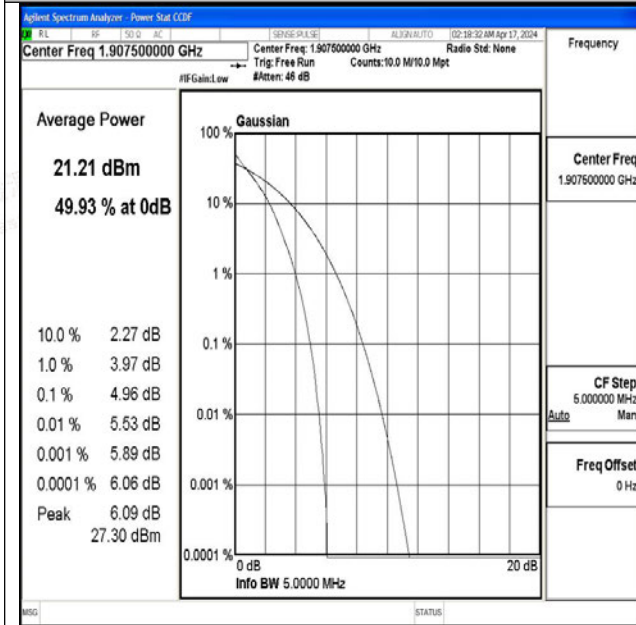 Agilent Spectrum Analyzer - Power Stat CCDF
RL RF 50 Ω AC SENSE:PULSE ALIGNAUTO 02:18:32 AM Apr 17, 2024
Center Freq 1.907500000 GHz
Center Freq: 1.907500000 GHz Radio Std: None
Trig: Free Run Counts:10.0 M/10.0 Mpt
#IFGain:Low #Atten: 46 dB
Frequency
Average Power
21.21 dBm
49.93 % at 0dB
10.0 % 2.27 dB
1.0 % 3.97 dB
0.1 % 4.96 dB
0.01 % 5.53 dB
0.001 % 5.89 dB
0.0001 % 6.06 dB
Peak 6.09 dB
27.30 dBm
Gaussian
100 %
10 %
1 %
0.1 %
0.01 %
0.001 %
0.0001 %
0 dB 20 dB
Info BW 5.0000 MHz
Center Freq
1.907500000 GHz
CF Step
5.000000 MHz
Auto Man
Freq Offset
0 Hz
MSG STATUS